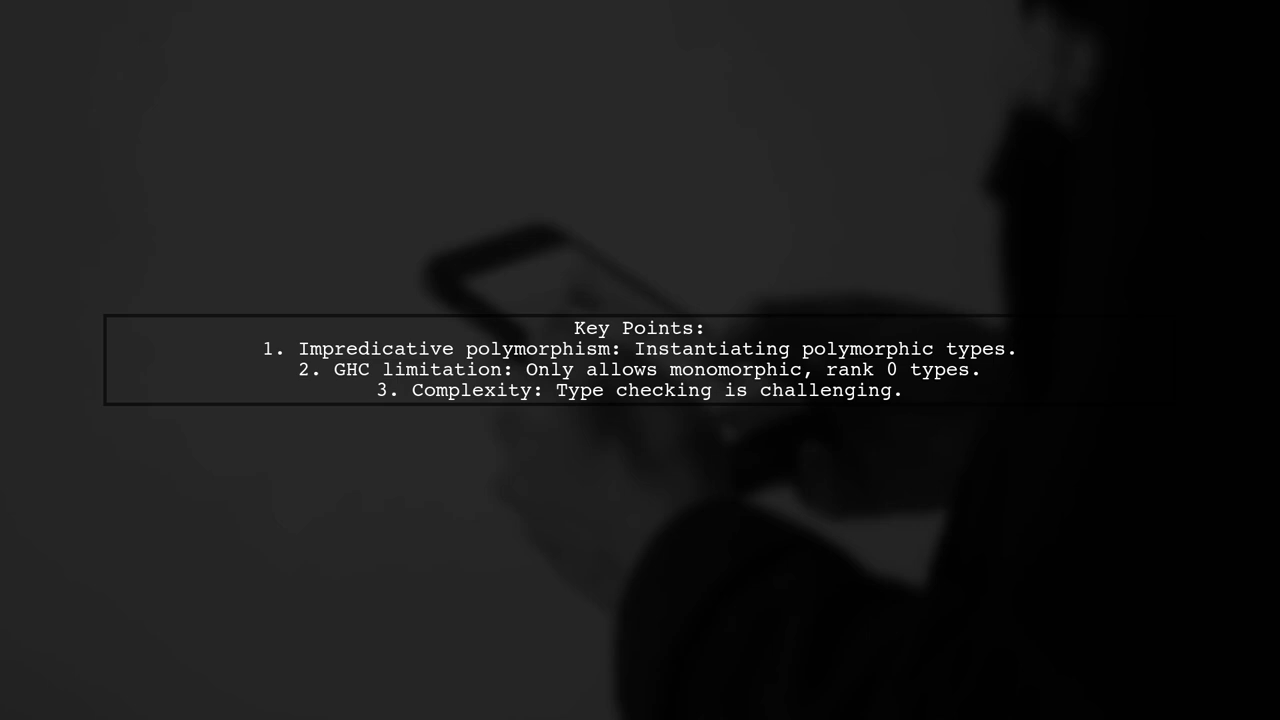 Key Points:
1. Impredicative polymorphism: Instantiating polymorphic types.
2. GHC limitation: Only allows monomorphic, rank 0 types.
3. Complexity: Type checking is challenging.